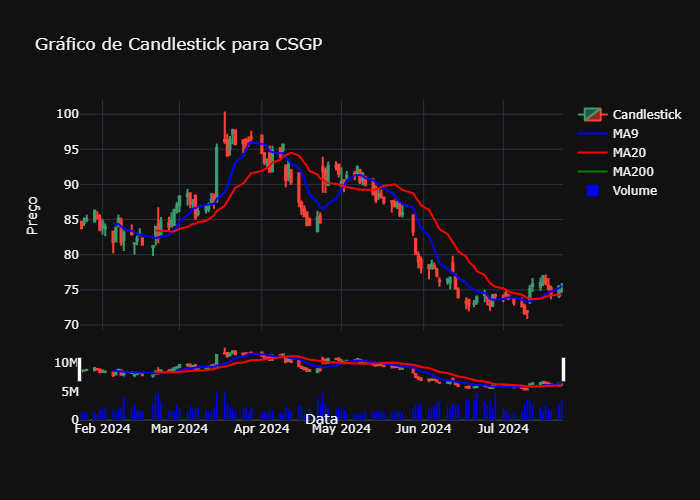 Gráfico de Candlestick para CSGP
Preço
100
95
90
85
80
75
70
10M
5M
0
Feb 2024
Mar 2024
Apr 2024
May 2024
Jun 2024
Jul 2024
Data
Candlestick
MA9
MA20
MA200
Volume